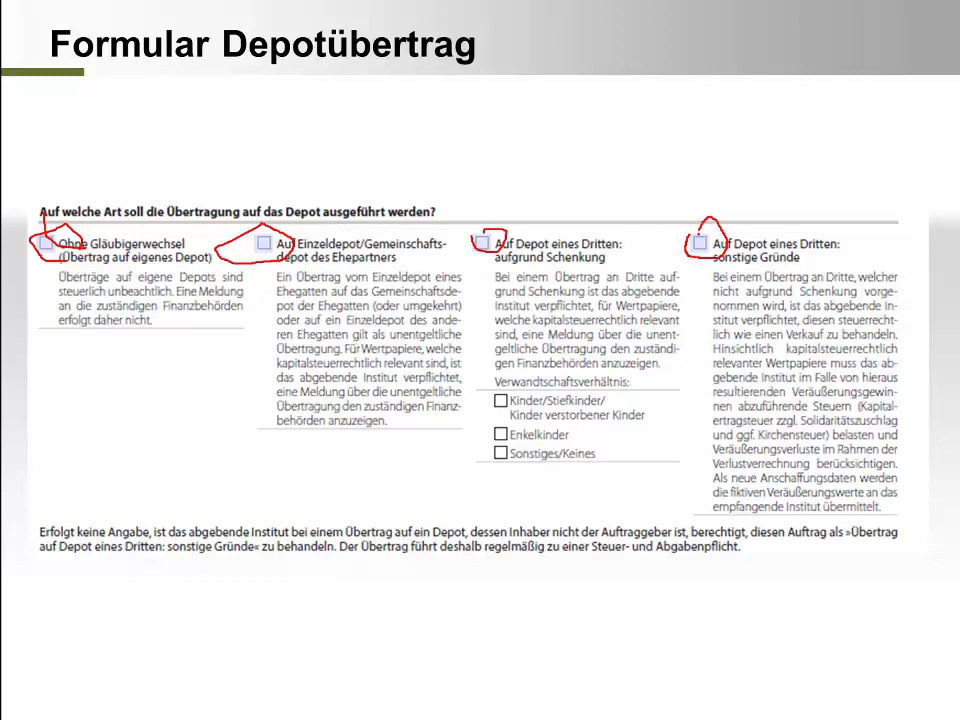 Formular Depotübertrag
Auf welche Art soll die Übertragung auf das Depot ausgeführt werden?
Ohne Gläubigerwechsel
(Übertrag auf eigenes Depot)
Überträge auf eigene Depots sind
steuerlich unbeachtlich. Eine Meldung
an die zuständigen Finanzbehörden
erfolgt daher nicht.
Auf Einzeldepot/Gemeinschafts-
depot des Ehepartners
Ein Übertrag vom Einzeldepot eines
Ehegatten auf das Gemeinschaftsde-
pot der Ehegatten (oder umgekehrt)
oder auf ein Einzeldepot des ande-
ren Ehegatten gilt als unentgeltliche
Übertragung. Für Wertpapiere, welche
kapitalsteuerrechtlich relevant sind, ist
das abgebende Institut verpflichtet,
eine Meldung über die unentgeltliche
Übertragung den zuständigen Finanz-
behörden anzuzeigen.
Auf Depot eines Dritten:
aufgrund Schenkung
Bei einem Übertrag an Dritte auf-
grund Schenkung ist das abgebende
Institut verpflichtet, für Wertpapiere,
welche kapitalsteuerrechtlich relevant
sind, eine Meldung über die unent-
geltliche Übertragung den zuständi-
gen Finanzbehörden anzuzeigen.
Verwandtschaftsverhältnis:
Kinder/Stiefkinder/
Kinder verstorbener Kinder
Enkelkinder
Sonstiges/Keines
Auf Depot eines Dritten:
sonstige Gründe
Bei einem Übertrag an Dritte, welcher
nicht aufgrund Schenkung vorge-
nommen wird, ist das abgebende In-
stitut verpflichtet, diesen steuerrecht-
lich wie einen Verkauf zu behandeln.
Hinsichtlich kapitalsteuerrechtlich
relevanter Wertpapiere muss das ab-
gebende Institut im Falle von hieraus
resultierenden Veräußerungsgewin-
nen abzuführende Steuern (Kapital-
ertragsteuer zzgl. Solidaritätszuschlag
und ggf. Kirchensteuer) belasten und
Veräußerungsverluste im Rahmen der
Verlustverrechnung berücksichtigen.
Als neue Anschaffungsdaten werden
die fiktiven Veräußerungswerte an das
empfangende Institut übermittelt.
Erfolgt keine Angabe, ist das abgebende Institut bei einem Übertrag auf ein Depot, dessen Inhaber nicht der Auftraggeber ist, berechtigt, diesen Auftrag als »Übertrag
auf Depot eines Dritten: sonstige Gründe« zu behandeln. Der Übertrag führt deshalb regelmäßig zu einer Steuer- und Abgabenpflicht.